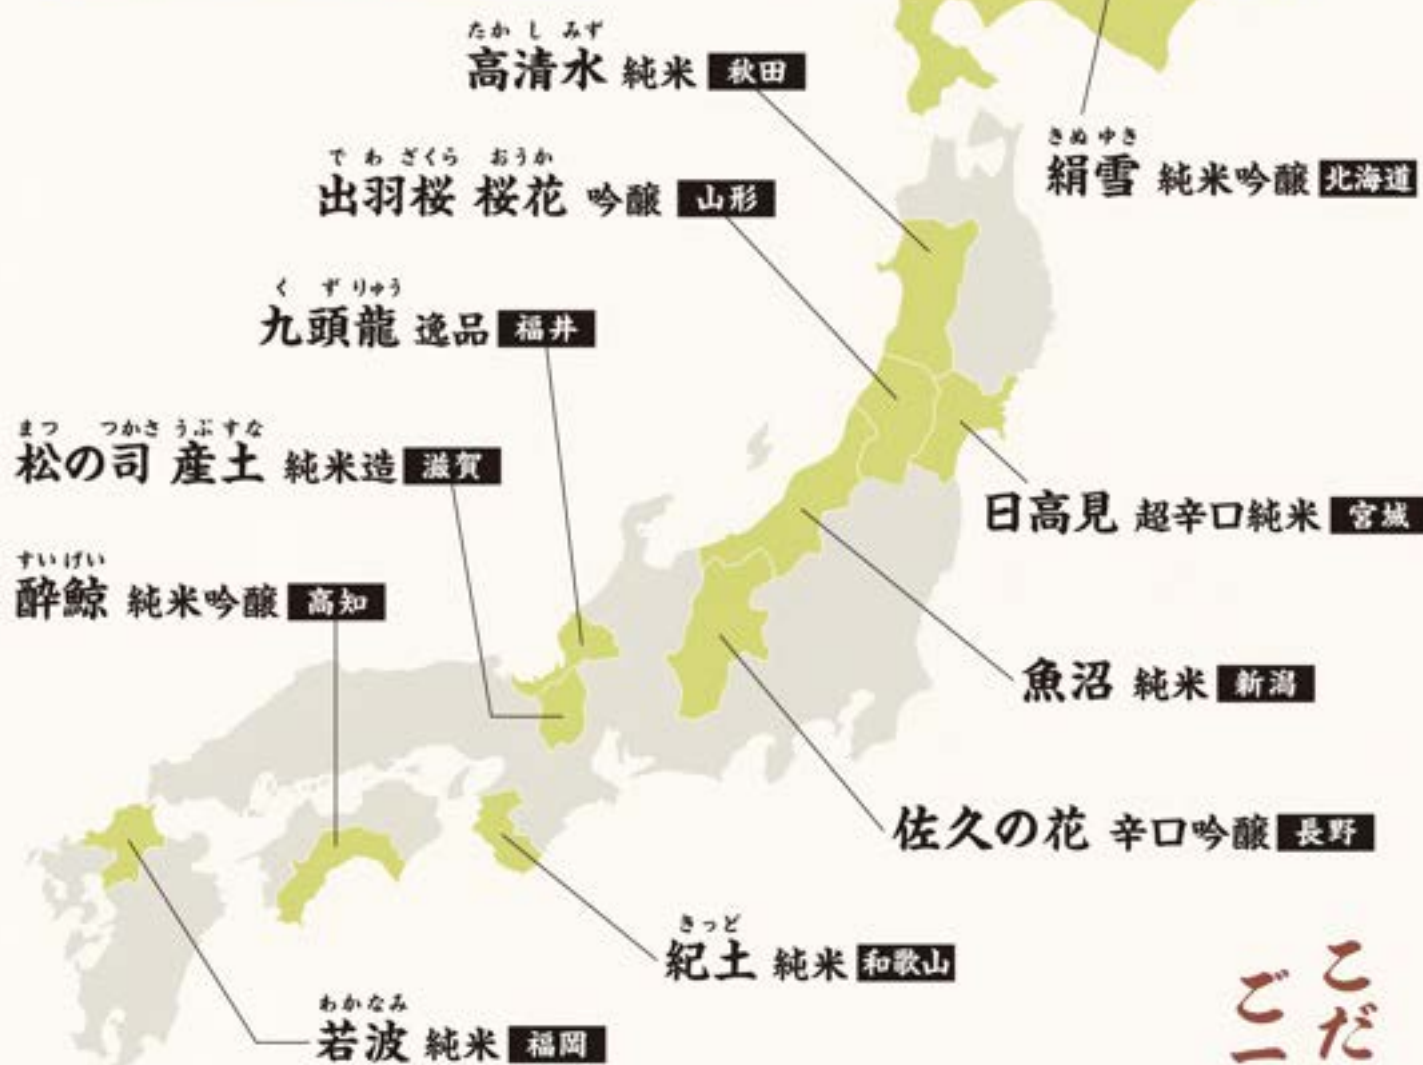 たかしみず
高清水 純米 秋田
きぬゆき
絹雪 純米吟醸 北海道
でわざくら おうか
出羽桜 桜花 吟醸 山形
くずりゅう
九頭龍 逸品 福井
まつ つかさ うぶすな
松の司 産土 純米造 滋賀
日高見 超辛口純米 宮城
すいげい
酔鯨 純米吟醸 高知
魚沼 純米 新潟
佐久の花 辛口吟醸 長野
きっど
紀土 純米 和歌山
わかなみ
若波 純米 福岡
こだ
ご一